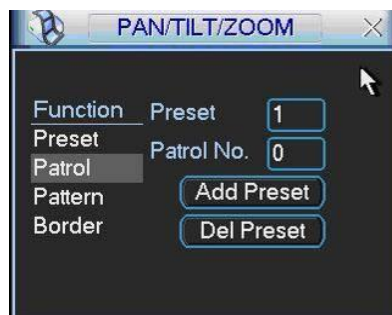 PAN/TILT/ZOOM
Function
Preset
Patrol
Pattern
Border
Preset 1
Patrol No. 0
Add Preset
Del Preset